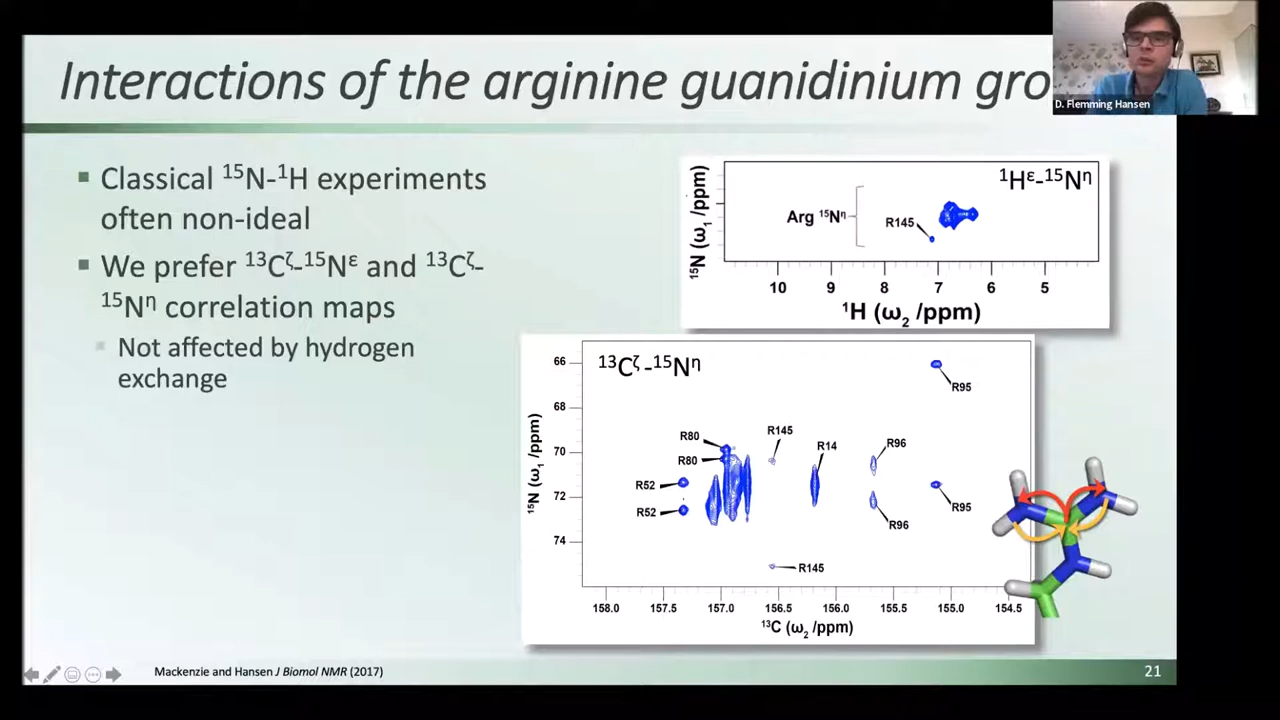 Interactions of the arginine guanidinium gro
D. Flemming Hansen
▪ Classical ¹⁵N-¹H experiments
often non-ideal
▪ We prefer ¹³Cᶻ-¹⁵Nᵋ and ¹³Cᶻ-
¹⁵Nᑊ correlation maps
▪ Not affected by hydrogen
exchange
¹Hᵋ-¹⁵Nη
Arg ¹⁵Nη
R145
¹⁵N (ω₁ /ppm)
10 9 8 7 6 5
¹H (ω₂ /ppm)
¹³Cζ-¹⁵Nη
66
R95
68
R80
R145
R14
R96
70
R80
R52
72
R95
R52
R96
74
R145
¹⁵N (ω₁ /ppm)
158.0 157.5 157.0 156.5 156.0 155.5 155.0 154.5
¹³C (ω₂ /ppm)
Mackenzie and Hansen J Biomol NMR (2017)
21